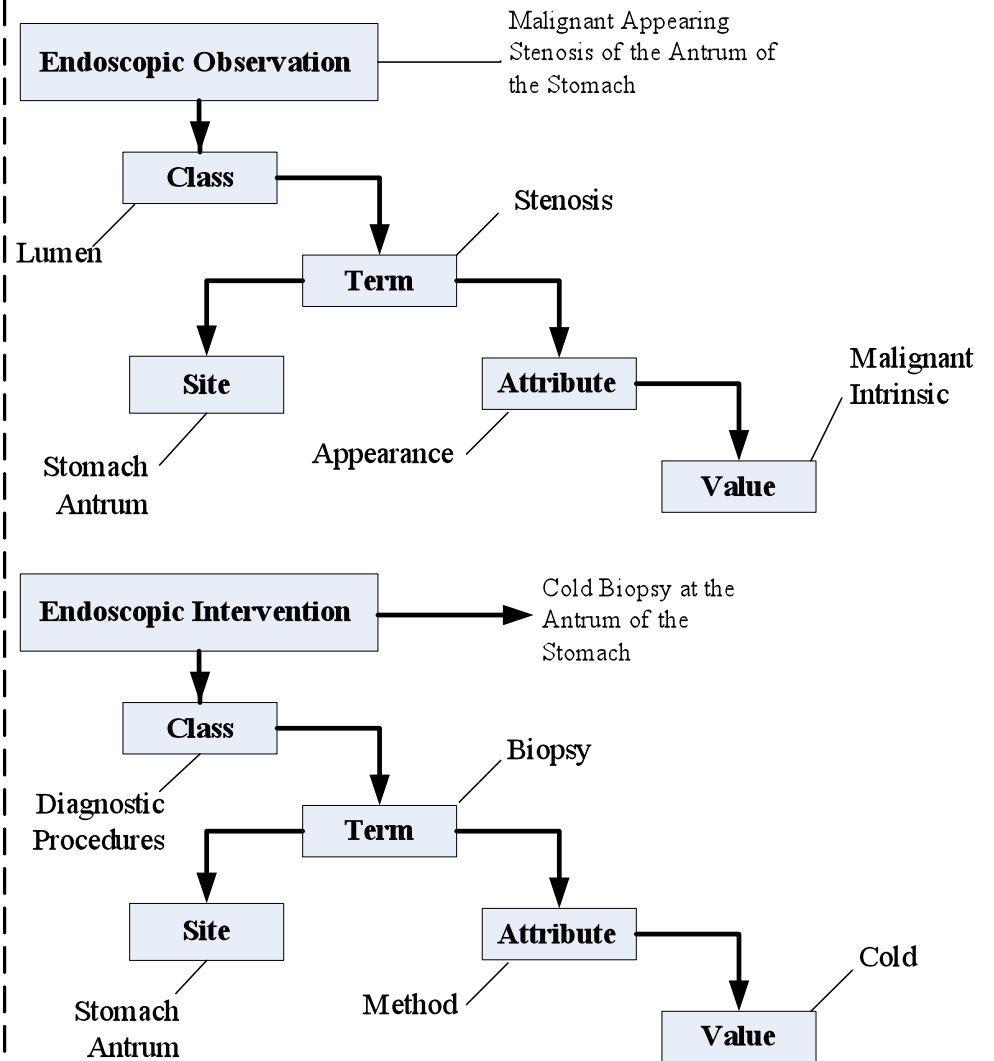 Malignant Appearing
Stenosis of the Antrum of
the Stomach
Endoscopic Observation
Class
Lumen
Stenosis
Term
Site
Attribute
Malignant
Intrinsic
Stomach
Antrum
Appearance
Value
Endoscopic Intervention
Cold Biopsy at the
Antrum of the
Stomach
Class
Biopsy
Diagnostic
Procedures
Term
Site
Attribute
Cold
Stomach
Antrum
Method
Value